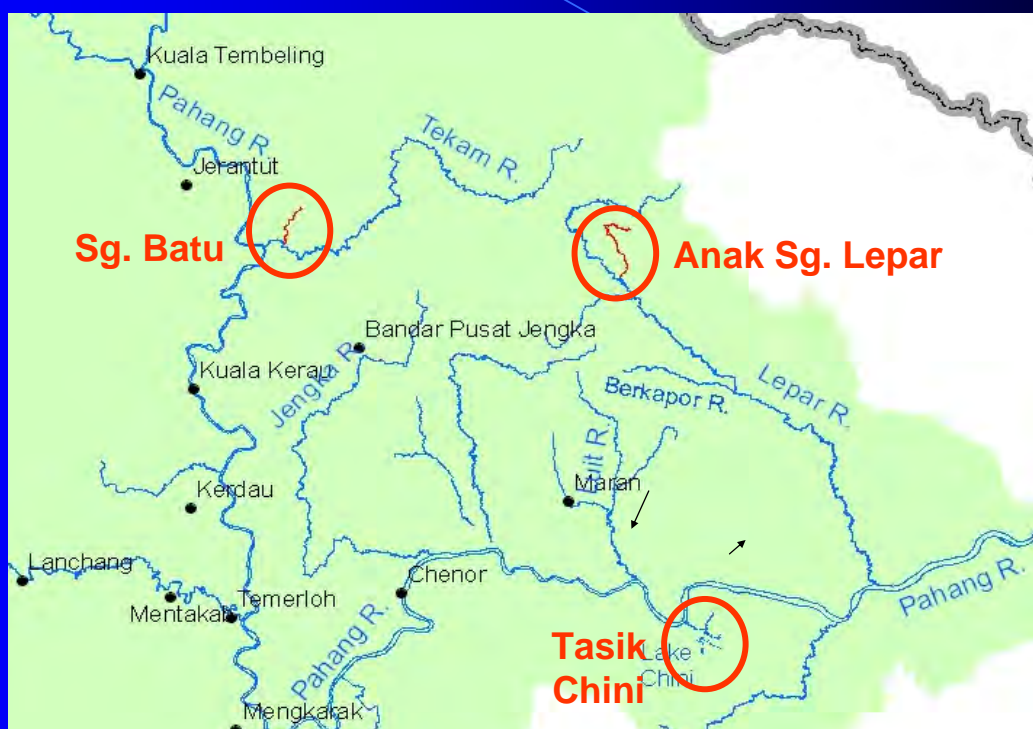 Kuala Tembeling
Pahang R.
Tekam R.
Jerantut
Sg. Batu
Anak Sg. Lepar
Bandar Pusat Jengka
Kuala Kerau
Jengka R.
Lepar R.
Berkapor R.
Luit R.
Maran
Kerdau
Lanchang
Chenor
Pahang R.
Mentakab
Temerloh
Pahang R.
Tasik
Chini
Lake
Chini
Mengkarak